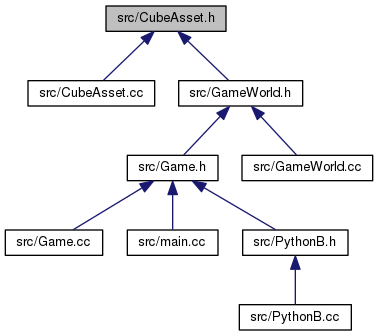 src/CubeAsset.h
src/CubeAsset.cc
src/GameWorld.h
src/Game.h
src/GameWorld.cc
src/Game.cc
src/main.cc
src/PythonB.h
src/PythonB.cc